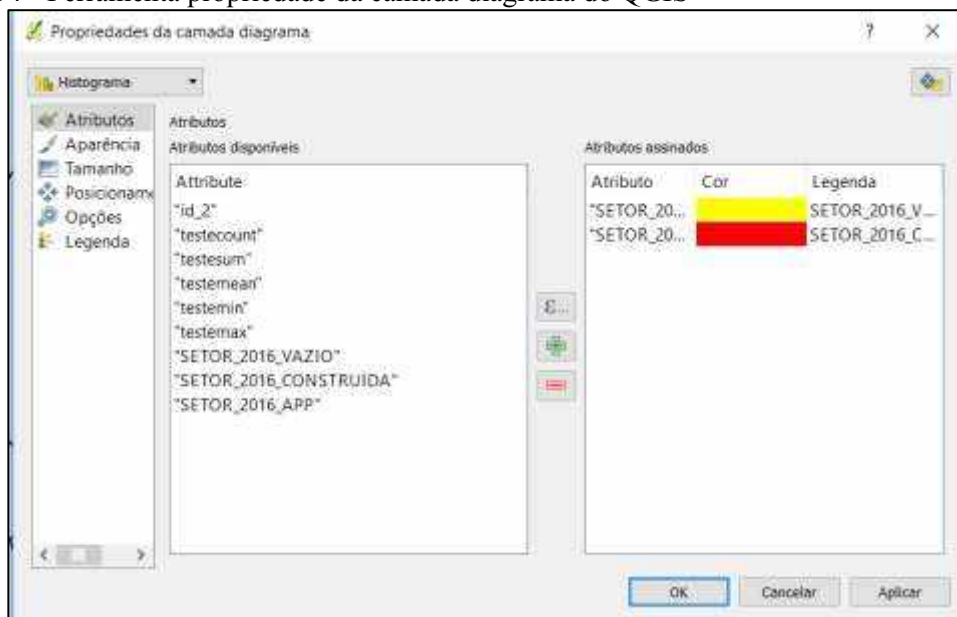 Ferramenta propriedade da camada diagrama do QGIS
Propriedades da camada diagrama
? ×
Histograma
Atributos
Aparência
Tamanho
Posicioname
Opções
Legenda
Atributos
Atributos disponíveis
Attribute
"id_2"
"testecount"
"testesum"
"testemean"
"testemin"
"testemax"
"SETOR_2016_VAZIO"
"SETOR_2016_CONSTRUIDA"
"SETOR_2016_APP"
ε...
Atributos assinados
Atributo Cor Legenda
"SETOR_20... SETOR_2016_V...
"SETOR_20... SETOR_2016_C...
OK Cancelar Aplicar